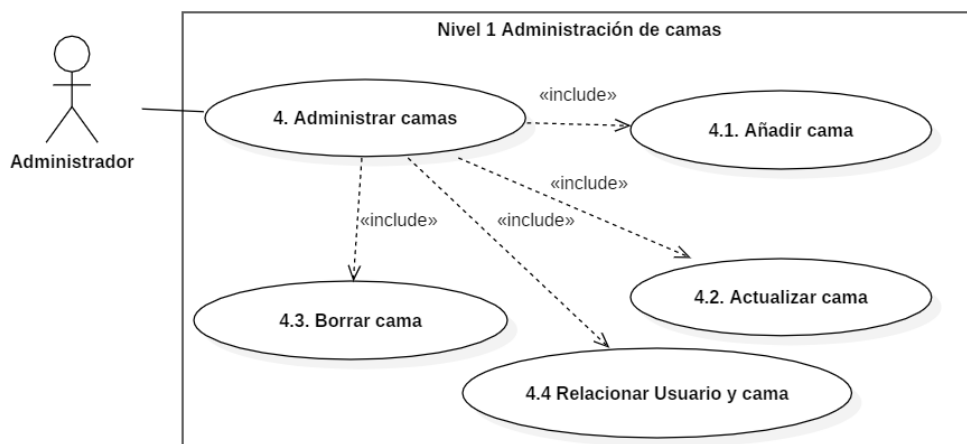 Nivel 1 Administración de camas
Administrador
4. Administrar camas
«include»
4.1. Añadir cama
«include»
4.2. Actualizar cama
«include»
4.3. Borrar cama
«include»
4.4 Relacionar Usuario y cama